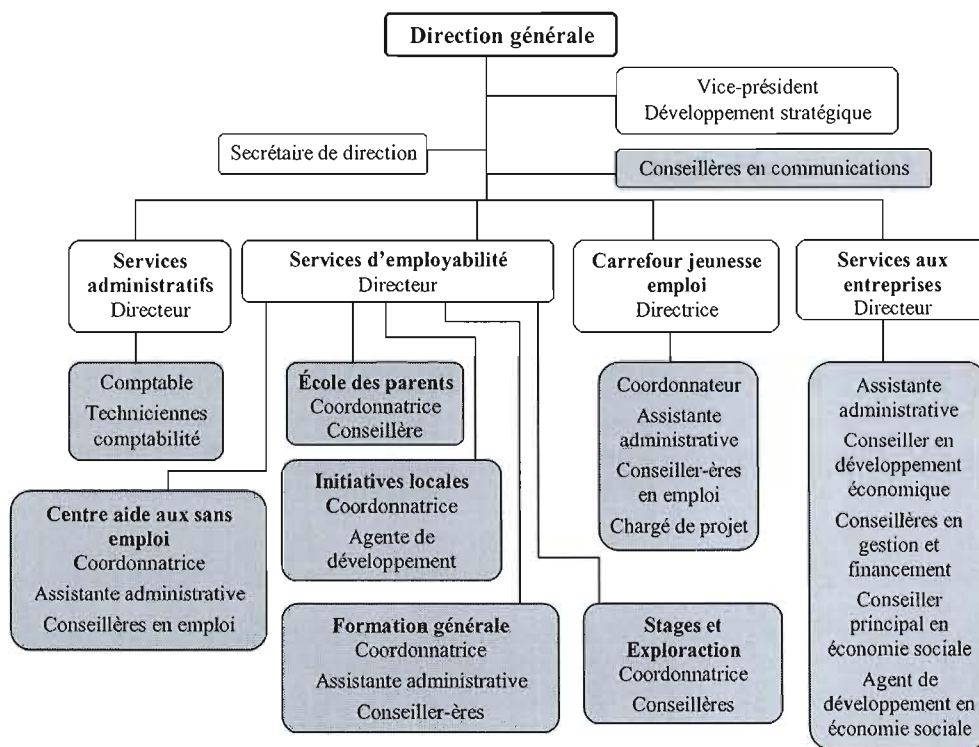 Direction générale
Vice-président
Développement stratégique
Secrétaire de direction
Conseillères en communications
Services
administratifs
Directeur
Services d'employabilité
Directeur
Carrefour jeunesse
emploi
Directrice
Services aux
entreprises
Directeur
Comptable
Techniciennes
comptabilité
École des parents
Coordonnatrice
Conseillère
Coordonnateur
Assistante
administrative
Conseiller-ères
en emploi
Chargé de projet
Assistante
administrative
Conseiller en
développement
économique
Conseillères en
gestion et
financement
Conseiller
principal en
économie sociale
Agent de
développement en
économie sociale
Centre aide aux sans
emploi
Coordonnatrice
Assistante administrative
Conseillères en emploi
Initiatives locales
Coordonnatrice
Agente de
développement
Formation générale
Coordonnatrice
Assistante administrative
Conseiller-ères
Stages et
Exploraction
Coordonnatrice
Conseillères